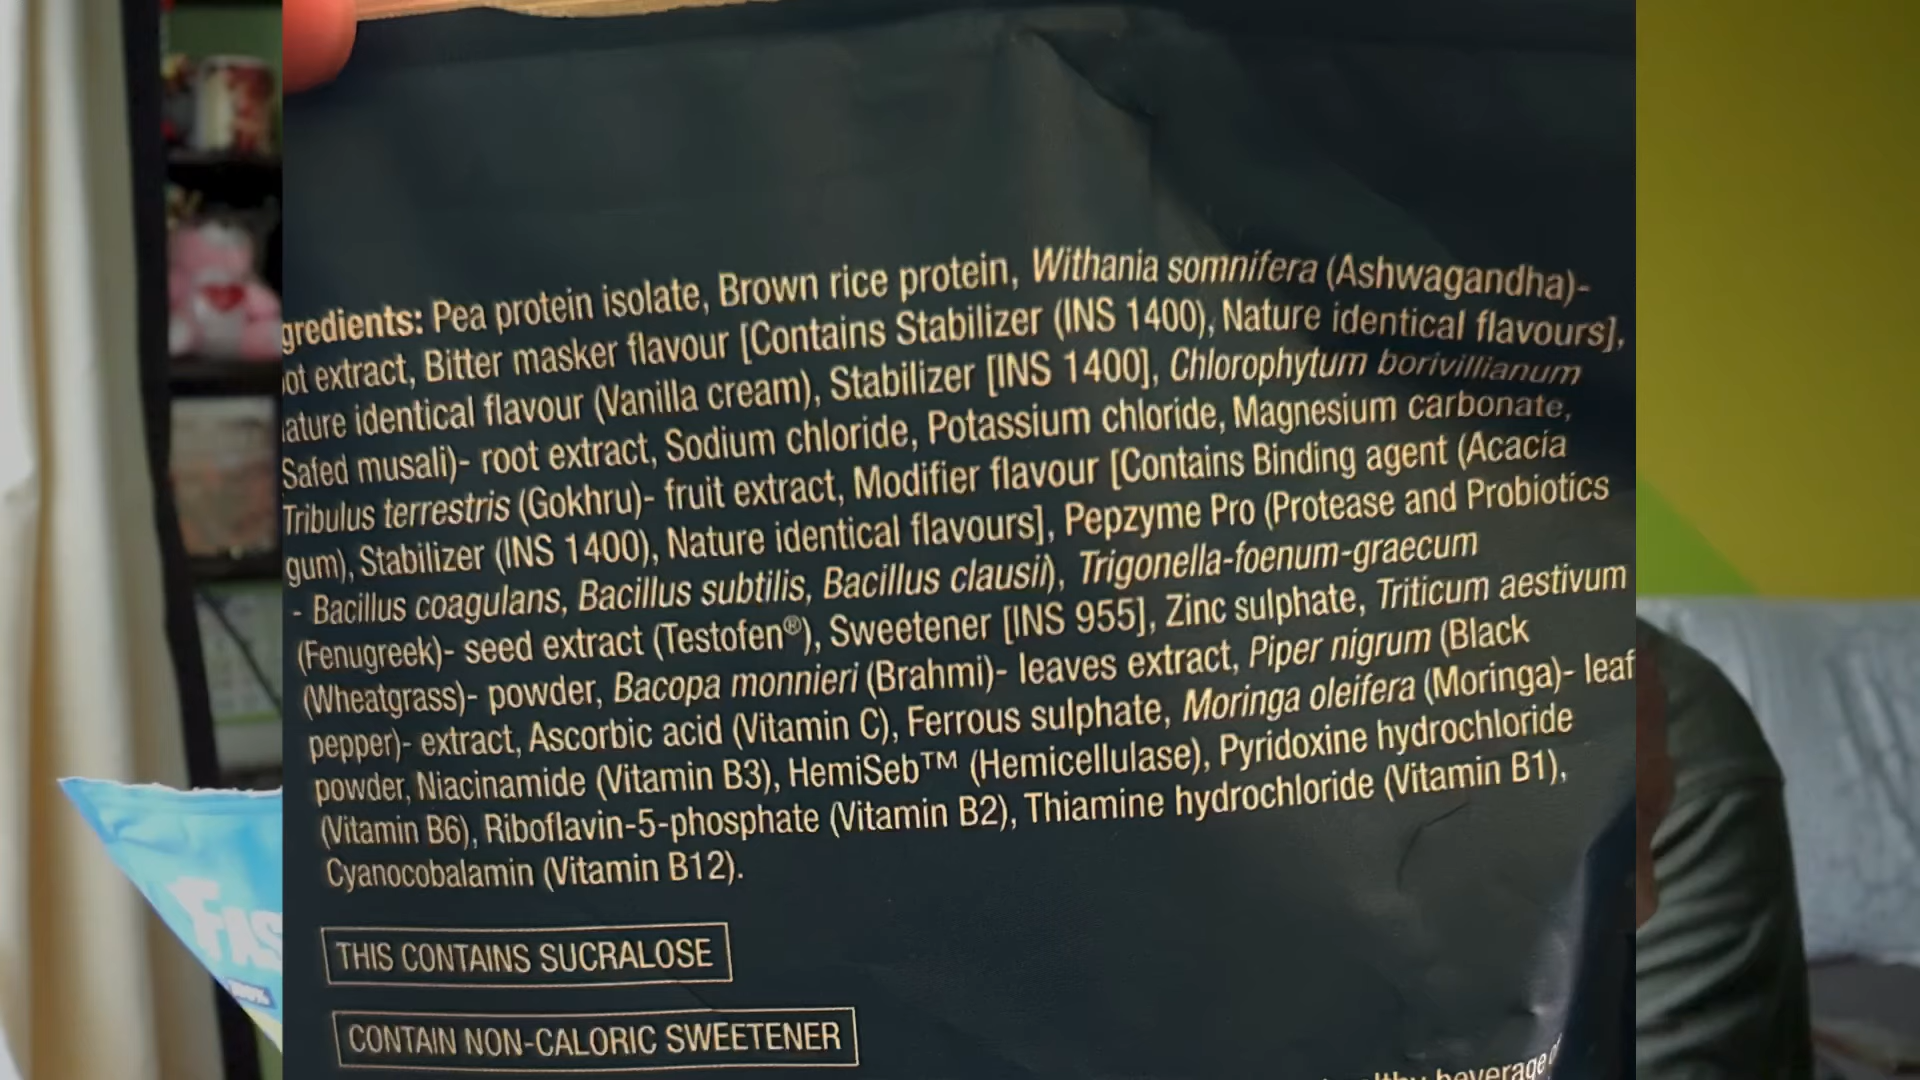 gredients: Pea protein isolate, Brown rice protein, Withania somnifera (Ashwagandha)-
ot extract, Bitter masker flavour [Contains Stabilizer (INS 1400), Nature identical flavours],
ature identical flavour (Vanilla cream), Stabilizer [INS 1400], Chlorophytum borivillianum
Safed musali)- root extract, Sodium chloride, Potassium chloride, Magnesium carbonate,
Tribulus terrestris (Gokhru)- fruit extract, Modifier flavour [Contains Binding agent (Acacia
gum), Stabilizer (INS 1400), Nature identical flavours], Pepzyme Pro (Protease and Probiotics
- Bacillus coagulans, Bacillus subtilis, Bacillus clausii), Trigonella-foenum-graecum
(Fenugreek)- seed extract (Testofen®), Sweetener [INS 955], Zinc sulphate, Triticum aestivum
(Wheatgrass)- powder, Bacopa monnieri (Brahmi)- leaves extract, Piper nigrum (Black
pepper)- extract, Ascorbic acid (Vitamin C), Ferrous sulphate, Moringa oleifera (Moringa)- leaf
powder, Niacinamide (Vitamin B3), HemiSeb™ (Hemicellulase), Pyridoxine hydrochloride
(Vitamin B6), Riboflavin-5-phosphate (Vitamin B2), Thiamine hydrochloride (Vitamin B1),
Cyanocobalamin (Vitamin B12).
THIS CONTAINS SUCRALOSE
CONTAIN NON-CALORIC SWEETENER
beverage
FAS